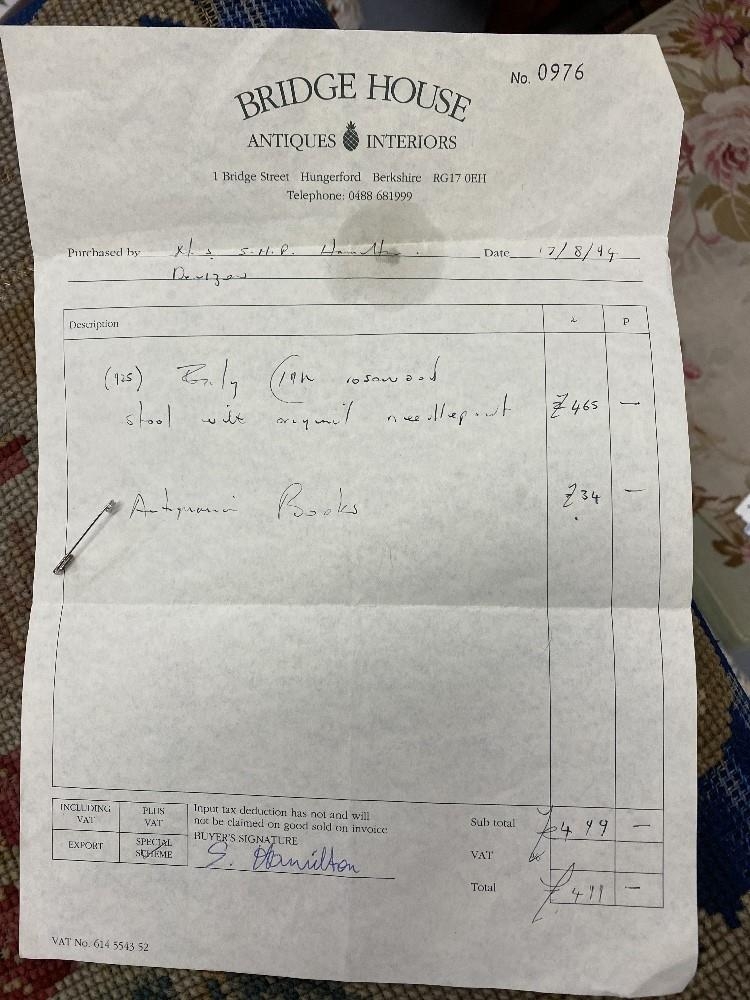 No. 0976
BRIDGE HOUSE
ANTIQUES INTERIORS
1 Bridge Street Hungerford Berkshire RG17 0EH
Telephone: 0488 681999
Purchased by S.H.P. Hamilton. Date 17/8/94
Devizes
Description £ P
(925) Early C19th rosewood
stool with original needlepoint £465 —
Antiquarian Books £34 —
INCLUDING VAT
PLUS VAT
EXPORT
SPECIAL SCHEME
Input tax deduction has not and will
not be claimed on good sold on invoice
BUYER'S SIGNATURE
S. Hamilton
Sub total £499 —
VAT
Total £499 —
VAT No. 614 5543 52